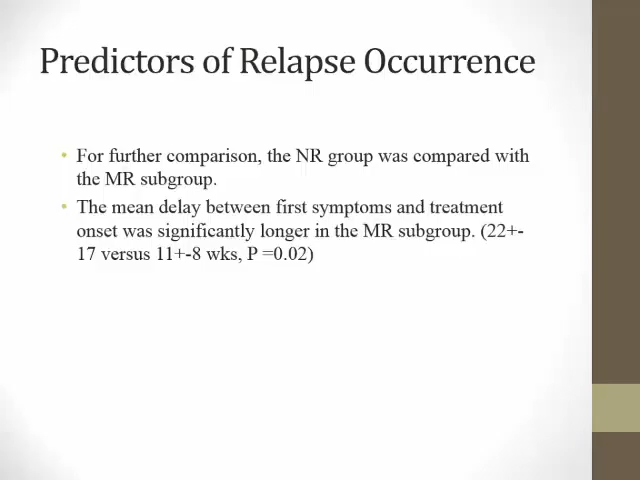 Predictors of Relapse Occurrence
• For further comparison, the NR group was compared with
the MR subgroup.
• The mean delay between first symptoms and treatment
onset was significantly longer in the MR subgroup. (22+-
17 versus 11+-8 wks, P =0.02)